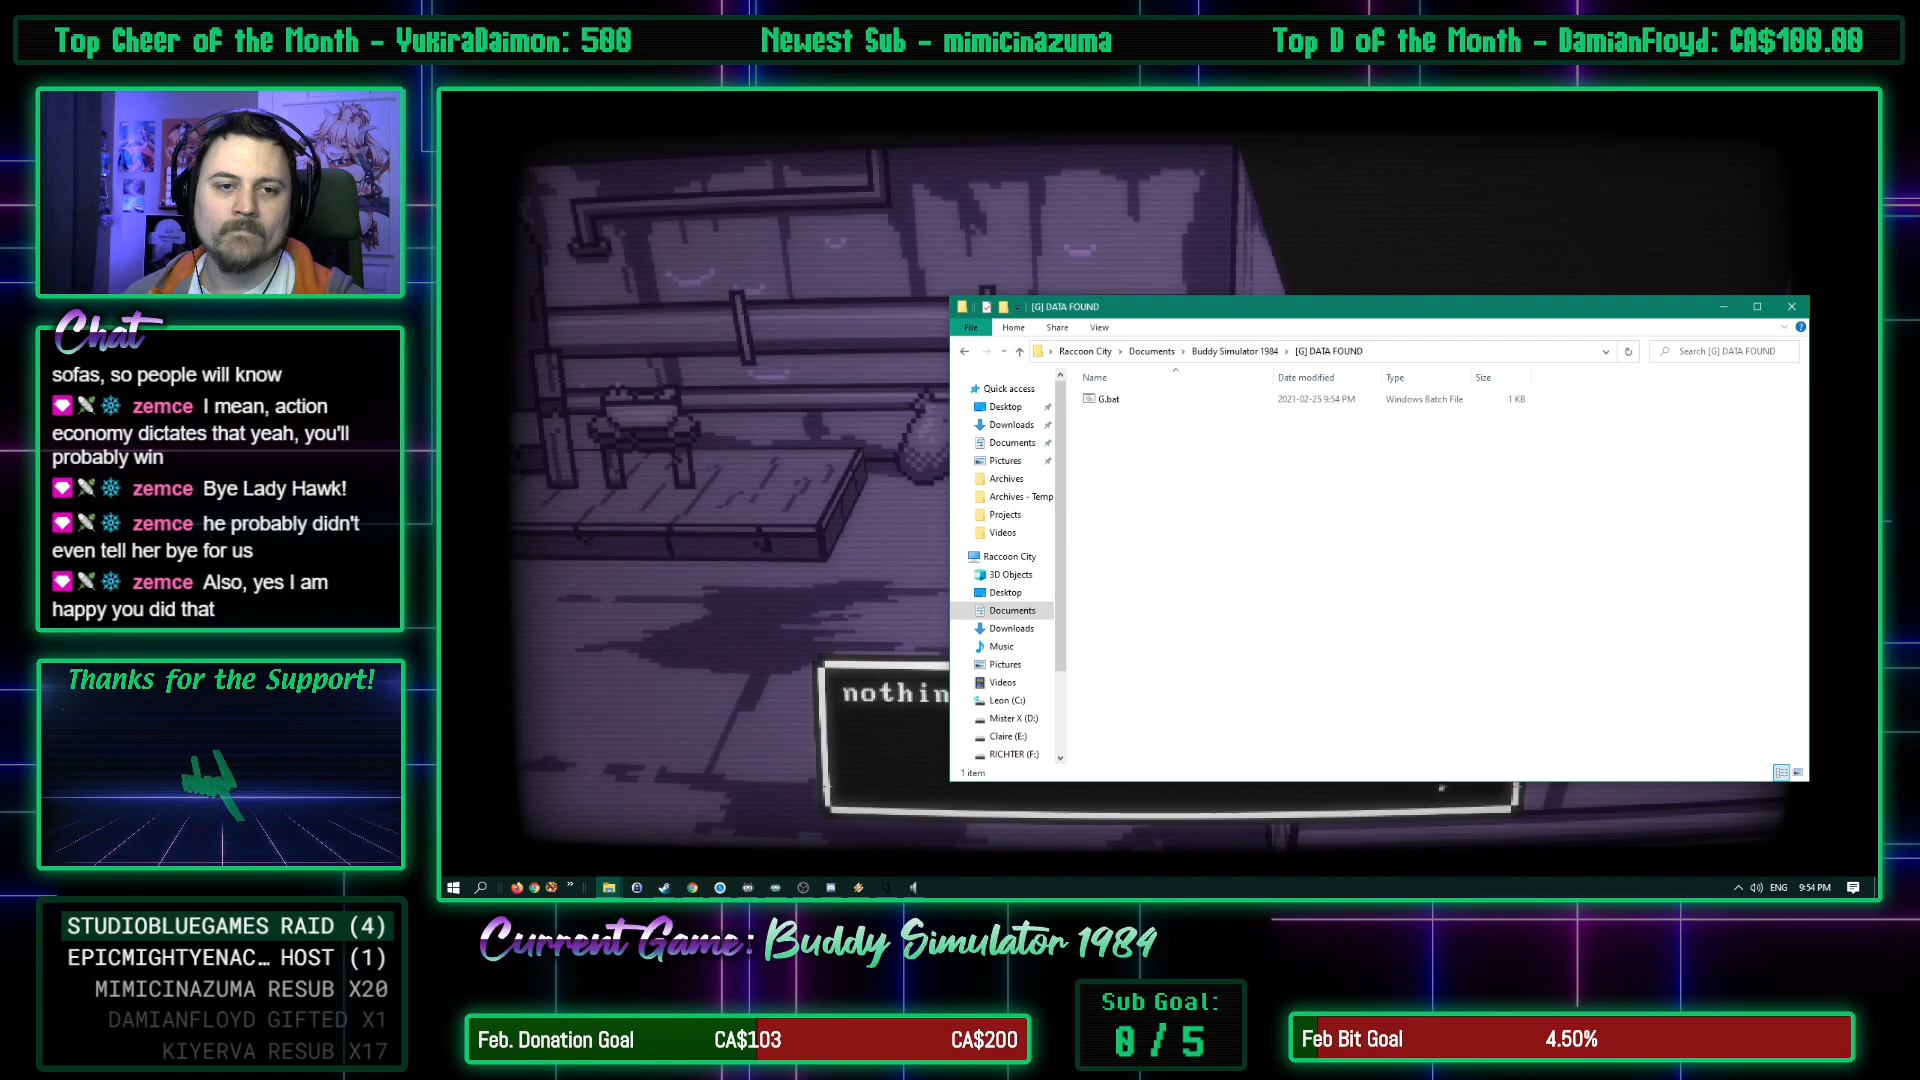 Top Cheer of the Month - YukiraDaimon: 500
Newest Sub - mimicinazuma
Top D of the Month - DamianFloyd: CA$100.00
Chat
sofas, so people will know
zemce I mean, action
economy dictates that yeah, you'll
probably win
zemce Bye Lady Hawk!
zemce he probably didn't
even tell her bye for us
zemce Also, yes I am
happy you did that
Thanks for the Support!
STUDIOBLUEGAMES RAID (4)
EPICMIGHTYENAC... HOST (1)
MIMICINAZUMA RESUB X20
DAMIANFLOYD GIFTED X1
KIYERVA RESUB X17
nothin
[G] DATA FOUND
File Home Share View
Raccoon City > Documents > Buddy Simulator 1984 > [G] DATA FOUND
Search [G] DATA FOUND
Name Date modified Type Size
G.bat 2021-02-25 9:54 PM Windows Batch File 1 KB
Quick access
Desktop
Downloads
Documents
Pictures
Archives
Archives - Temp
Projects
Videos
Raccoon City
3D Objects
Desktop
Documents
Downloads
Music
Pictures
Videos
Leon (C:)
Mister X (D:)
Claire (E:)
RICHTER (F:)
1 item
ENG 9:54 PM
Current Game: Buddy Simulator 1984
Feb. Donation Goal CA$103 CA$200
Sub Goal:
0 / 5
Feb Bit Goal 4.50%